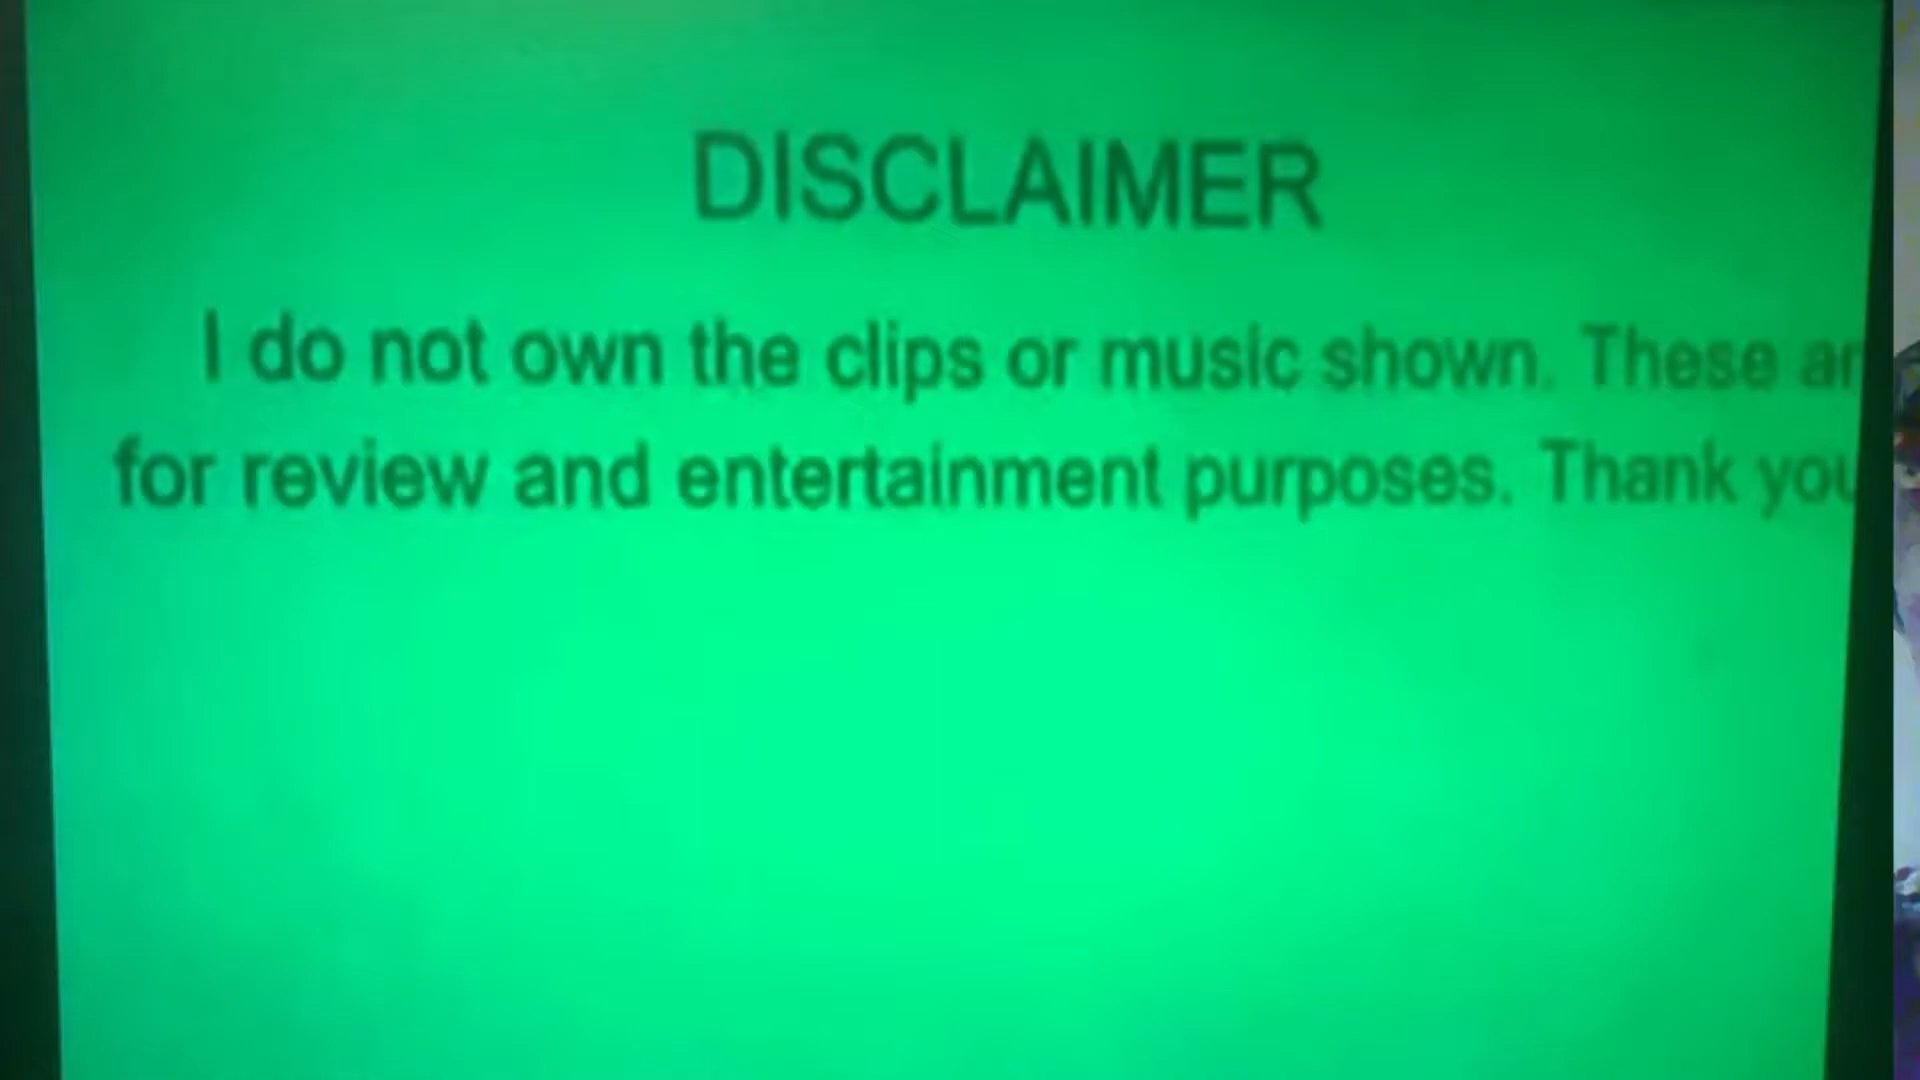 DISCLAIMER
I do not own the clips or music shown. These ar
for review and entertainment purposes. Thank you